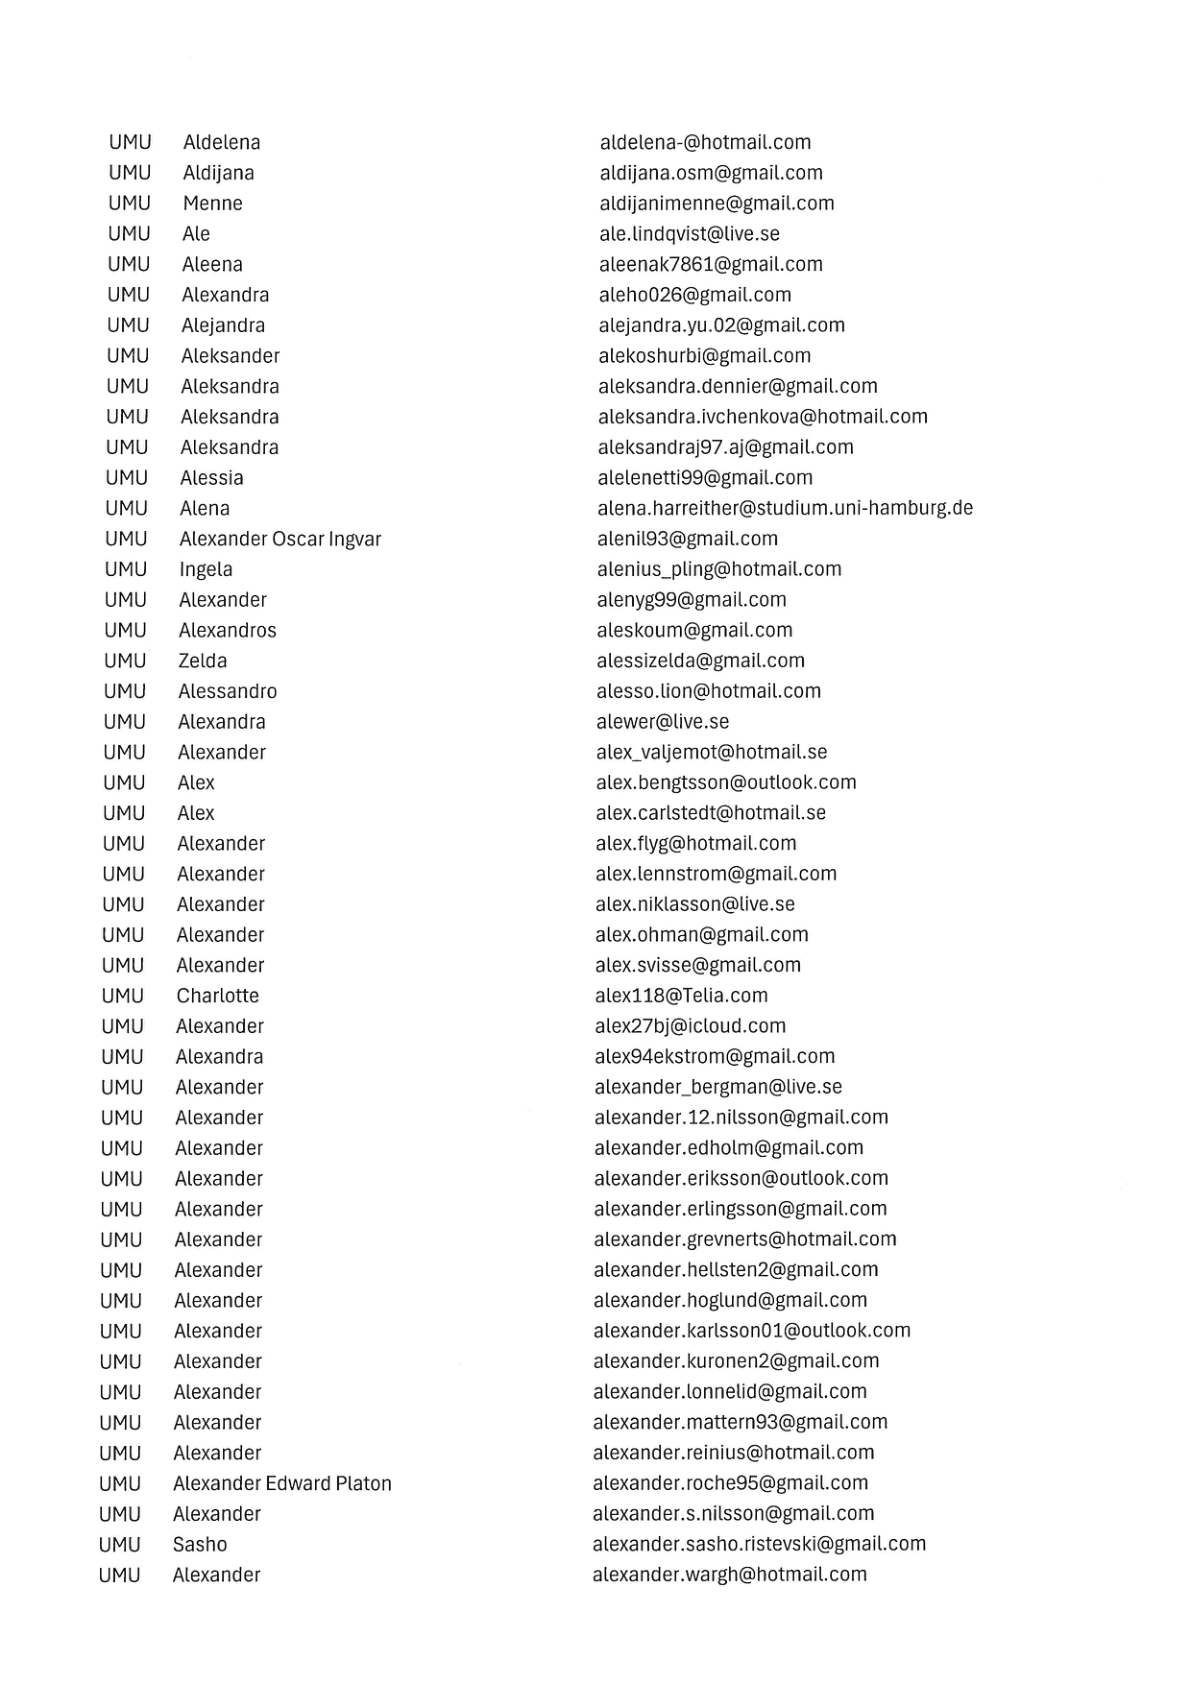 UMU Aldelena aldelena-@hotmail.com
UMU Aldijana aldijana.osm@gmail.com
UMU Menne aldijanimenne@gmail.com
UMU Ale ale.lindqvist@live.se
UMU Aleena aleenak7861@gmail.com
UMU Alexandra aleho026@gmail.com
UMU Alejandra alejandra.yu.02@gmail.com
UMU Aleksander alekoshurbi@gmail.com
UMU Aleksandra aleksandra.dennier@gmail.com
UMU Aleksandra aleksandra.ivchenkova@hotmail.com
UMU Aleksandra aleksandraj97.aj@gmail.com
UMU Alessia alelenetti99@gmail.com
UMU Alena alena.harreither@studium.uni-hamburg.de
UMU Alexander Oscar Ingvar alenil93@gmail.com
UMU Ingela alenius_pling@hotmail.com
UMU Alexander alenyg99@gmail.com
UMU Alexandros aleskoum@gmail.com
UMU Zelda alessizelda@gmail.com
UMU Alessandro alesso.lion@hotmail.com
UMU Alexandra alewer@live.se
UMU Alexander alex_valjemot@hotmail.se
UMU Alex alex.bengtsson@outlook.com
UMU Alex alex.carlstedt@hotmail.se
UMU Alexander alex.flyg@hotmail.com
UMU Alexander alex.lennstrom@gmail.com
UMU Alexander alex.niklasson@live.se
UMU Alexander alex.ohman@gmail.com
UMU Alexander alex.svisse@gmail.com
UMU Charlotte alex118@Telia.com
UMU Alexander alex27bj@icloud.com
UMU Alexandra alex94ekstrom@gmail.com
UMU Alexander alexander_bergman@live.se
UMU Alexander alexander.12.nilsson@gmail.com
UMU Alexander alexander.edholm@gmail.com
UMU Alexander alexander.eriksson@outlook.com
UMU Alexander alexander.erlingsson@gmail.com
UMU Alexander alexander.grevnerts@hotmail.com
UMU Alexander alexander.hellsten2@gmail.com
UMU Alexander alexander.hoglund@gmail.com
UMU Alexander alexander.karlsson01@outlook.com
UMU Alexander alexander.kuronen2@gmail.com
UMU Alexander alexander.lonnelid@gmail.com
UMU Alexander alexander.mattern93@gmail.com
UMU Alexander alexander.reinius@hotmail.com
UMU Alexander Edward Platon alexander.roche95@gmail.com
UMU Alexander alexander.s.nilsson@gmail.com
UMU Sasho alexander.sasho.ristevski@gmail.com
UMU Alexander alexander.wargh@hotmail.com